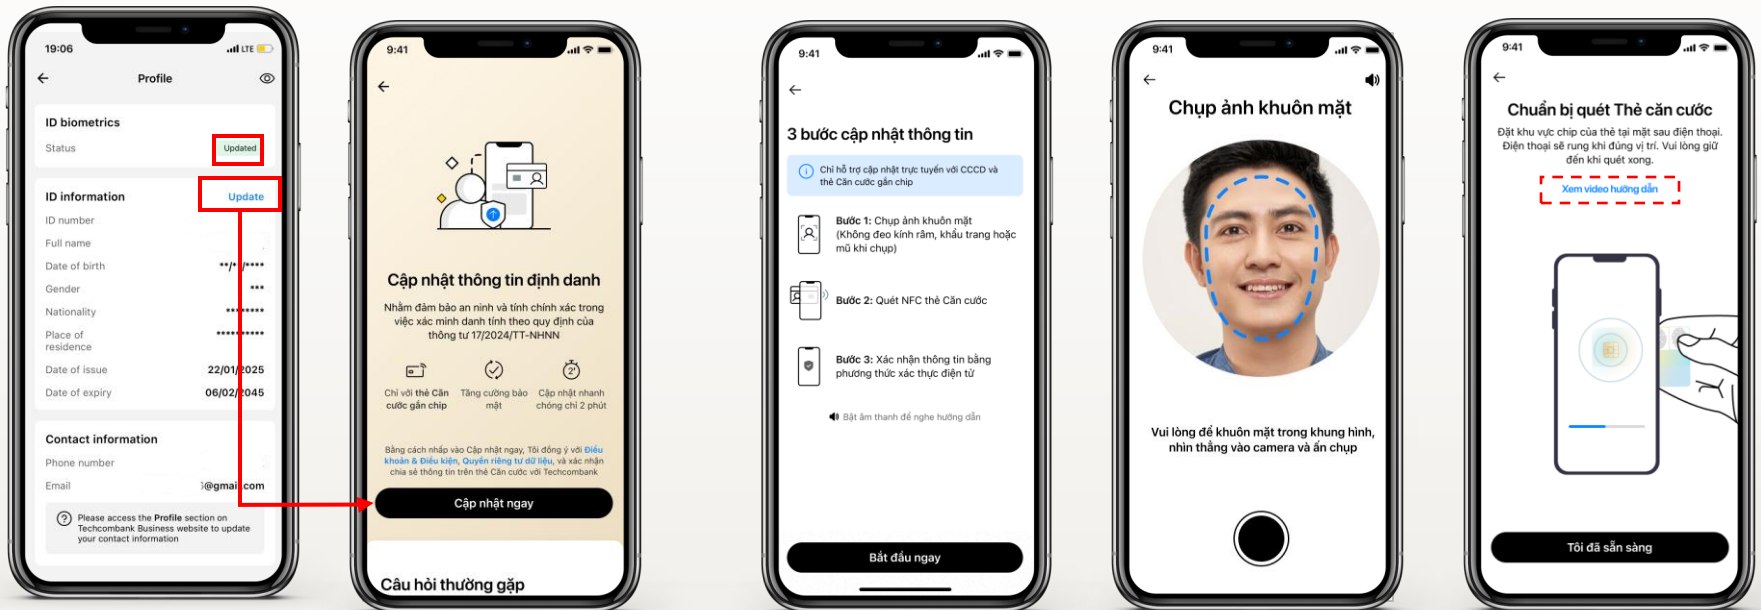 19:06
LTE
Profile
ID biometrics
Status Updated
ID information Update
ID number
Full name
Date of birth **/**/****
Gender ***
Nationality ********
Place of **********
residence
Date of issue 22/01/2025
Date of expiry 06/02/2045
Contact information
Phone number
Email @gmail.com
Please access the Profile section on
Techcombank Business website to update
your contact information
9:41
Cập nhật thông tin định danh
Nhằm đảm bảo an ninh và tính chính xác trong
việc xác minh danh tính theo quy định của
thông tư 17/2024/TT-NHNN
2'
Chỉ với thẻ Căn
cước gắn chip
Tăng cường bảo
mật
Cập nhật nhanh
chóng chỉ 2 phút
Bằng cách nhấp vào Cập nhật ngay, Tôi đồng ý với Điều
khoản & Điều kiện, Quyền riêng tư dữ liệu, và xác nhận
chia sẻ thông tin trên thẻ Căn cước với Techcombank
Cập nhật ngay
Câu hỏi thường gặp
9:41
3 bước cập nhật thông tin
Chỉ hỗ trợ cập nhật trực tuyến với CCCD và
thẻ Căn cước gắn chip
Bước 1: Chụp ảnh khuôn mặt
(Không đeo kính râm, khẩu trang hoặc
mũ khi chụp)
Bước 2: Quét NFC thẻ Căn cước
Bước 3: Xác nhận thông tin bằng
phương thức xác thực điện tử
Bật âm thanh để nghe hướng dẫn
Bắt đầu ngay
9:41
Chụp ảnh khuôn mặt
Vui lòng để khuôn mặt trong khung hình,
nhìn thẳng vào camera và ấn chụp
9:41
Chuẩn bị quét Thẻ căn cước
Đặt khu vực chip của thẻ tại mặt sau điện thoại.
Điện thoại sẽ rung khi đúng vị trí. Vui lòng giữ
đến khi quét xong.
Xem video hướng dẫn
Tôi đã sẵn sàng